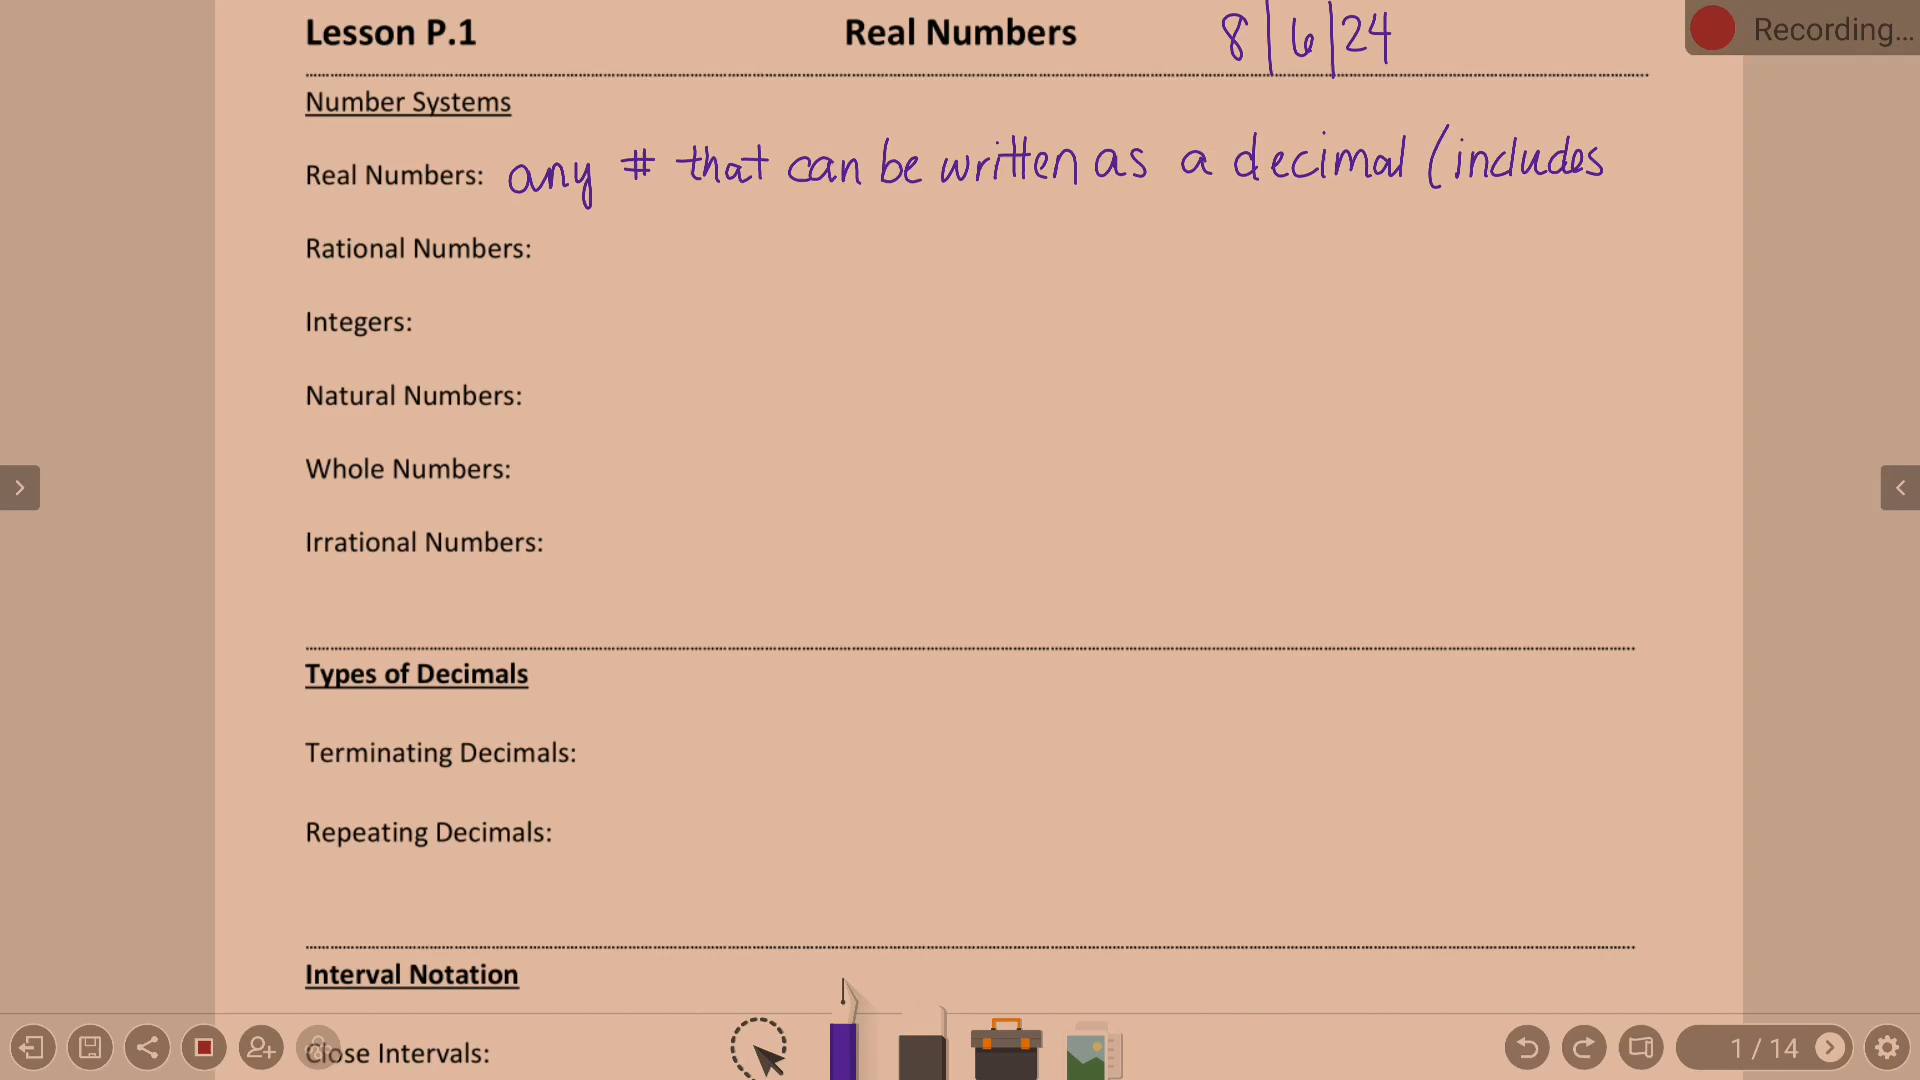 Lesson P.1 Real Numbers 8/6/24
Recording...
Number Systems
Real Numbers: any # that can be written as a decimal (includes
Rational Numbers:
Integers:
Natural Numbers:
Whole Numbers:
Irrational Numbers:
Types of Decimals
Terminating Decimals:
Repeating Decimals:
Interval Notation
Close Intervals:
1 / 14